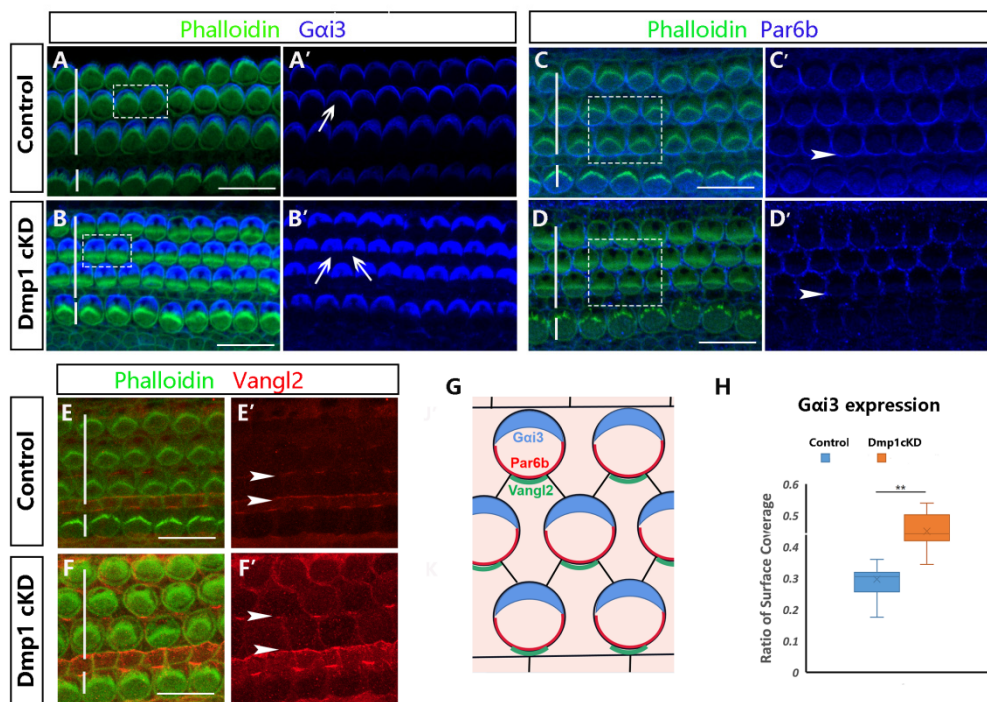 Phalloidin Gαi3
Phalloidin Par6b
Control
A
A’
C
C’
Dmp1 cKD
B
B’
D
D’
Phalloidin Vangl2
Control
E
E’
Dmp1 cKD
F
F’
G
J’
K
Gαi3
Par6b
Vangl2
H
Gαi3 expression
Control
Dmp1cKD
**
Ratio of Surface Coverage
0.6
0.5
0.4
0.3
0.2
0.1
0